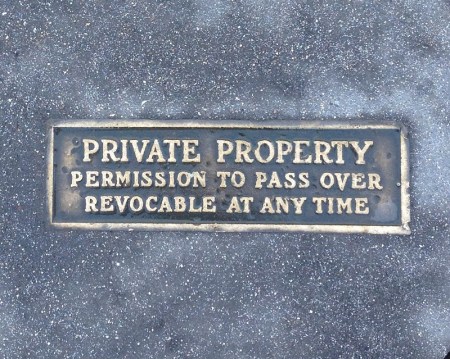 PRIVATE PROPERTY
PERMISSION TO PASS OVER
REVOCABLE AT ANY TIME